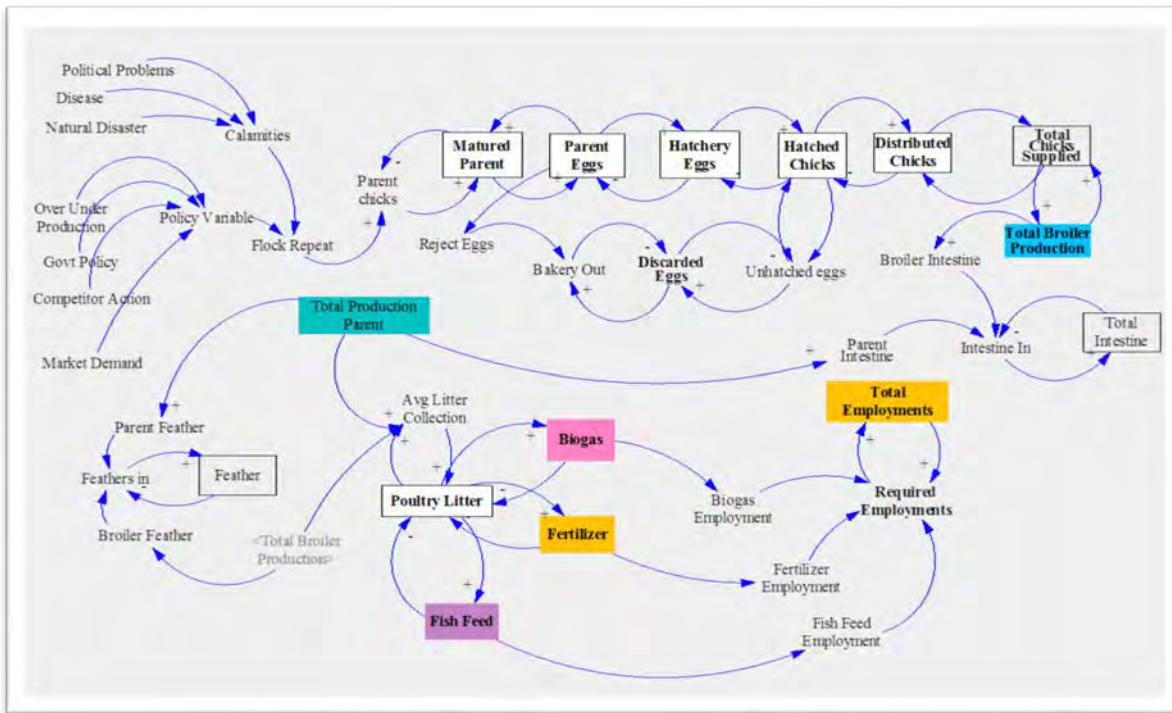 Political Problems
Disease
Natural Disaster
Calamities
Over Under
Production
Policy Variable
Govt Policy
Flock Repeat
Competitor Action
Market Demand
Parent
chicks
Matured
Parent
Parent
Eggs
Hatchery
Eggs
Hatched
Chicks
Distributed
Chicks
Total
Chicks
Supplied
Reject Eggs
Bakery Out
Discarded
Eggs
Unhatched eggs
Broiler Intestine
Total Broiler
Production
Total Production
Parent
Parent
Intestine
Intestine In
Total
Intestine
Parent Feather
Feathers in
Feather
Broiler Feather
<Total Broiler
Production>
Avg Litter
Collection
Poultry Litter
Biogas
Fertilizer
Fish Feed
Biogas
Employment
Fertilizer
Employment
Fish Feed
Employment
Total
Employments
Required
Employments